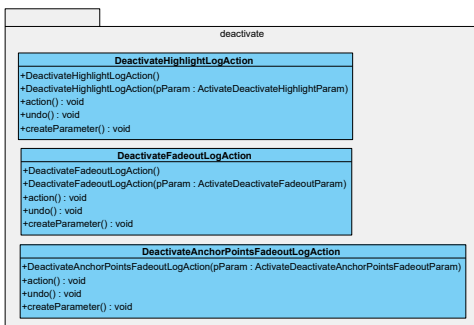 deactivate
DeactivateHighlightLogAction
+DeactivateHighlightLogAction()
+DeactivateHighlightLogAction(pParam : ActivateDeactivateHighlightParam)
+action() : void
+undo() : void
+createParameter() : void
DeactivateFadeoutLogAction
+DeactivateFadeoutLogAction()
+DeactivateFadeoutLogAction(pParam : ActivateDeactivateFadeoutParam)
+action() : void
+undo() : void
+createParameter() : void
DeactivateAnchorPointsFadeoutLogAction
+DeactivateAnchorPointsFadeoutLogAction(pParam : ActivateDeactivateAnchorPointsFadeoutParam)
+action() : void
+undo() : void
+createParameter() : void